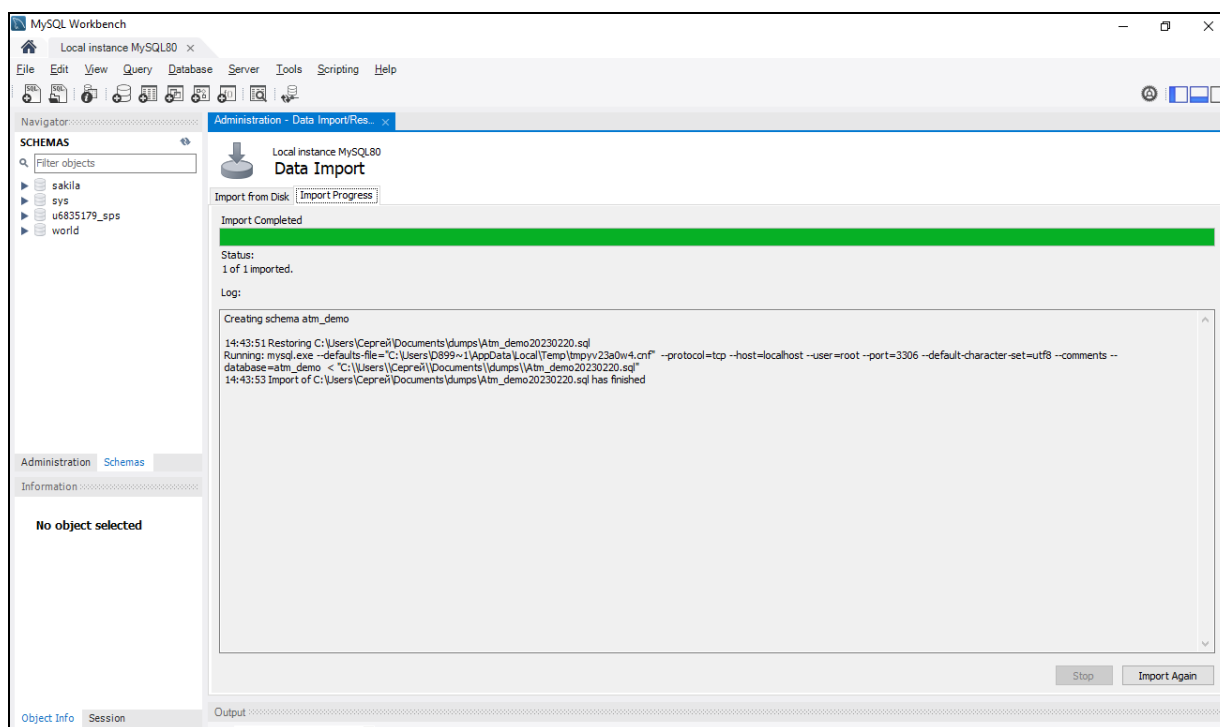 MySQL Workbench
Local instance MySQL80
File Edit View Query Database Server Tools Scripting Help
Navigator
SCHEMAS
Filter objects
sakila
sys
u6835179_sps
world
Administration Schemas
Information
No object selected
Object Info Session
Administration - Data Import/Res...
Local instance MySQL80
Data Import
Import from Disk Import Progress
Import Completed
Status:
1 of 1 imported.
Log:
Creating schema atm_demo
14:43:51 Restoring C:\Users\Сергей\Documents\dumps\Atm_demo20230220.sql
Running: mysql.exe --defaults-file="C:\Users\D899~1\AppData\Local\Temp\tmpyv23a0w4.cnf" --protocol=tcp --host=localhost --user=root --port=3306 --default-character-set=utf8 --comments --
database=atm_demo < "C:\\Users\\Сергей\\Documents\\dumps\\Atm_demo20230220.sql"
14:43:53 Import of C:\Users\Сергей\Documents\dumps\Atm_demo20230220.sql has finished
Stop Import Again
Output